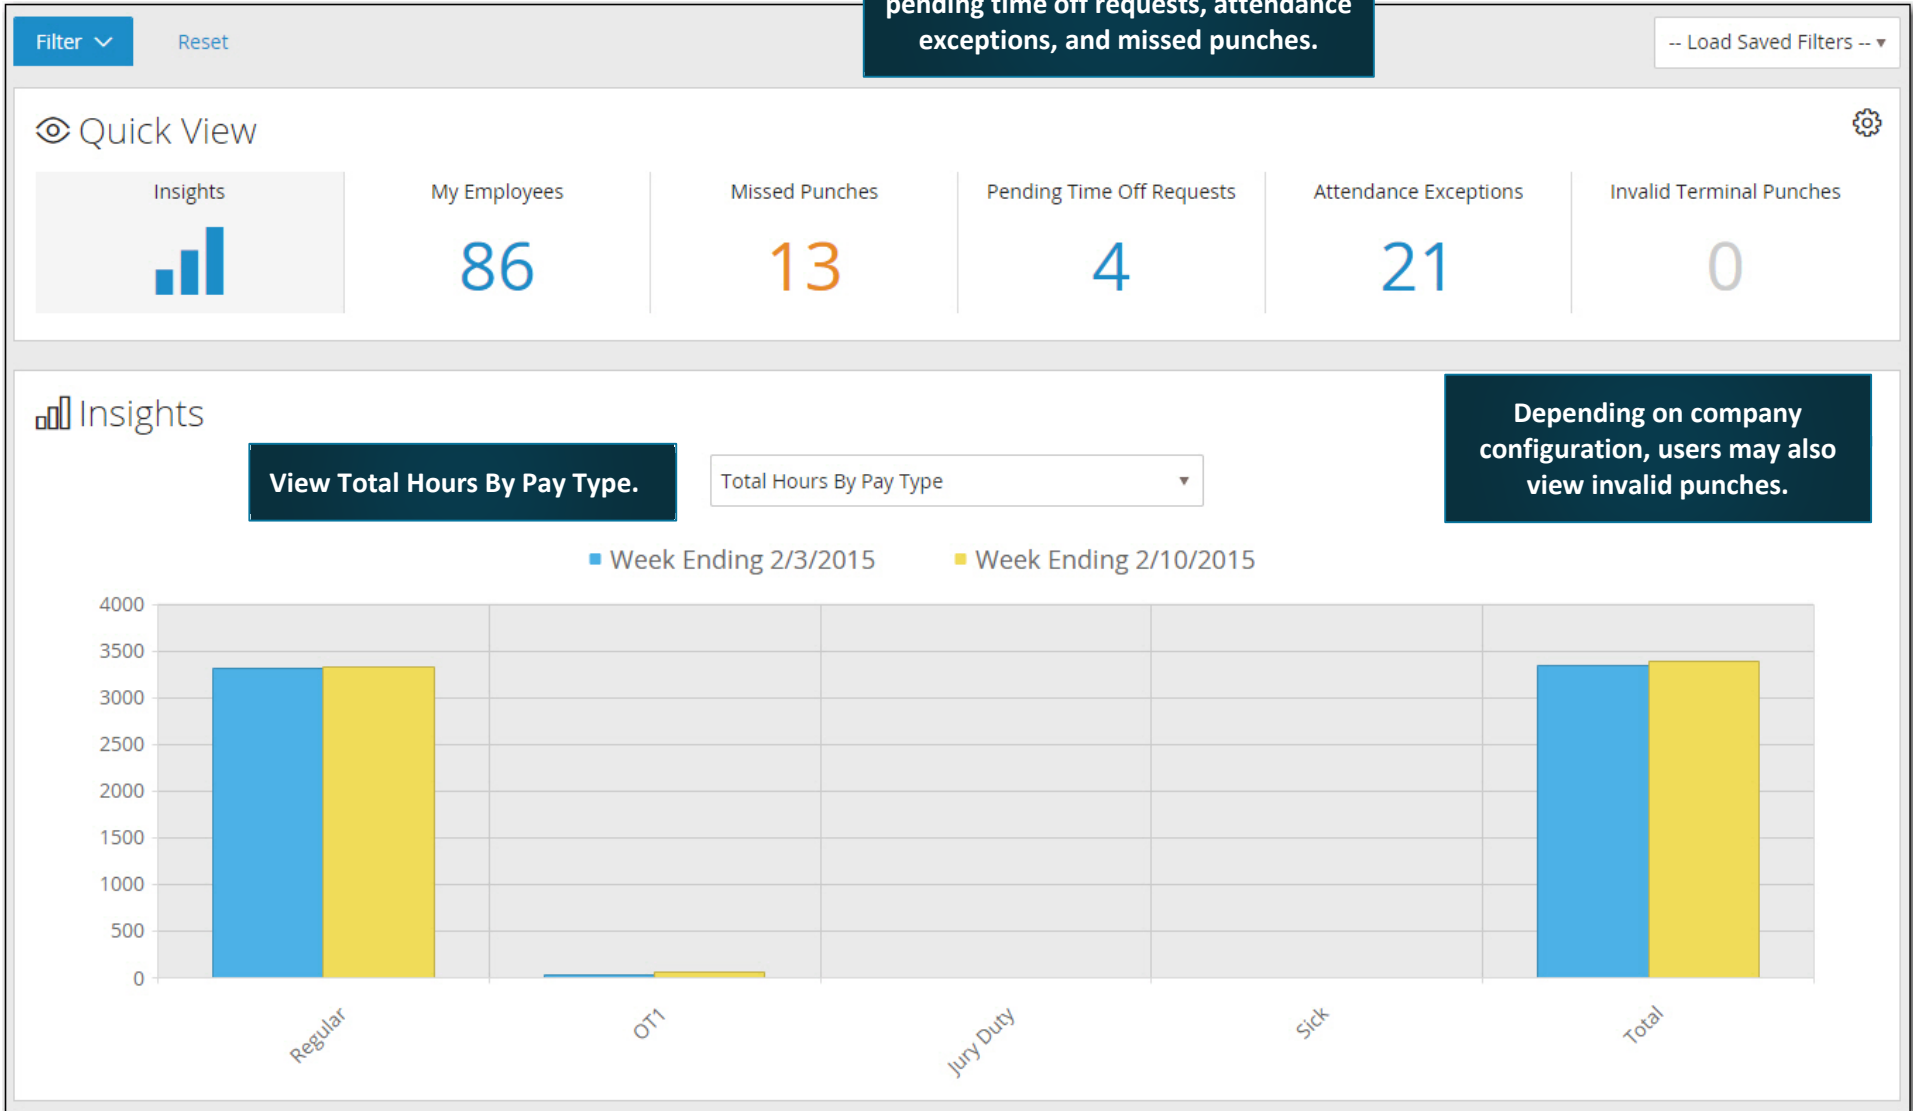 pending time off requests, attendance
exceptions, and missed punches.
Filter
Reset
-- Load Saved Filters --
Quick View
Insights
My Employees
Missed Punches
Pending Time Off Requests
Attendance Exceptions
Invalid Terminal Punches
86
13
4
21
0
Insights
View Total Hours By Pay Type.
Total Hours By Pay Type
Depending on company
configuration, users may also
view invalid punches.
Week Ending 2/3/2015
Week Ending 2/10/2015
4000
3500
3000
2500
2000
1500
1000
500
0
Regular
OT1
Jury Duty
Sick
Total